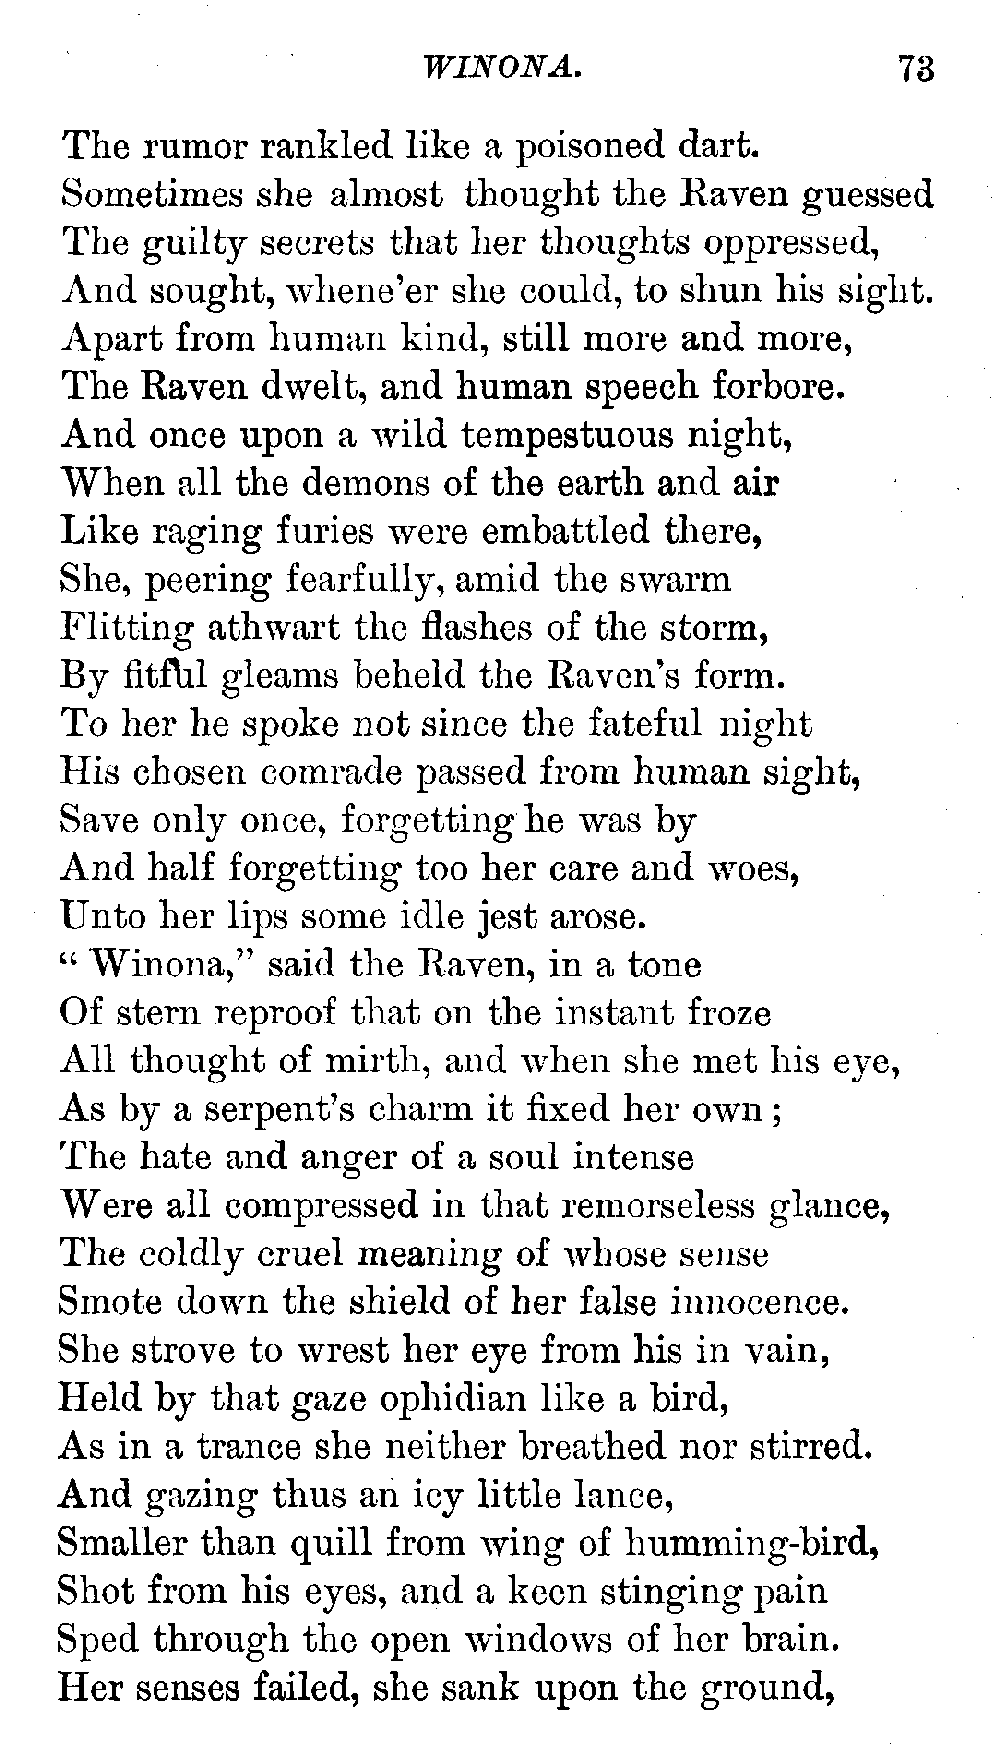 WINONA. 73
The rumor rankled like a poisoned dart.
Sometimes she almost thought the Raven guessed
The guilty secrets that her thoughts oppressed,
And sought, whene'er she could, to shun his sight.
Apart from human kind, still more and more,
The Raven dwelt, and human speech forbore.
And once upon a wild tempestuous night,
When all the demons of the earth and air
Like raging furies were embattled there,
She, peering fearfully, amid the swarm
Flitting athwart the flashes of the storm,
By fitful gleams beheld the Raven's form.
To her he spoke not since the fateful night
His chosen comrade passed from human sight,
Save only once, forgetting he was by
And half forgetting too her care and woes,
Unto her lips some idle jest arose.
“ Winona,” said the Raven, in a tone
Of stern reproof that on the instant froze
All thought of mirth, and when she met his eye,
As by a serpent's charm it fixed her own ;
The hate and anger of a soul intense
Were all compressed in that remorseless glance,
The coldly cruel meaning of whose sense
Smote down the shield of her false innocence.
She strove to wrest her eye from his in vain,
Held by that gaze ophidian like a bird,
As in a trance she neither breathed nor stirred.
And gazing thus an icy little lance,
Smaller than quill from wing of humming-bird,
Shot from his eyes, and a keen stinging pain
Sped through the open windows of her brain.
Her senses failed, she sank upon the ground,